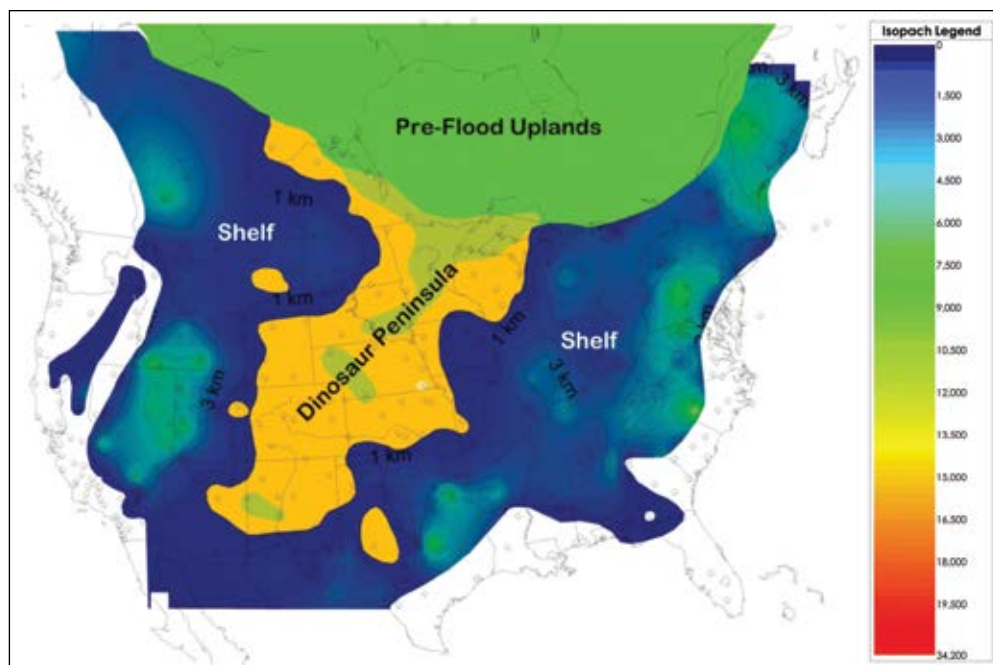 Isopach Legend
0
1,500
3,000
4,500
6,000
7,500
9,000
10,500
12,000
13,500
15,000
16,500
18,000
19,500
34,200
Pre-Flood Uplands
km
3 km
1 km
Shelf
1 km
Dinosaur Peninsula
Shelf
3 km
3 km
1 km